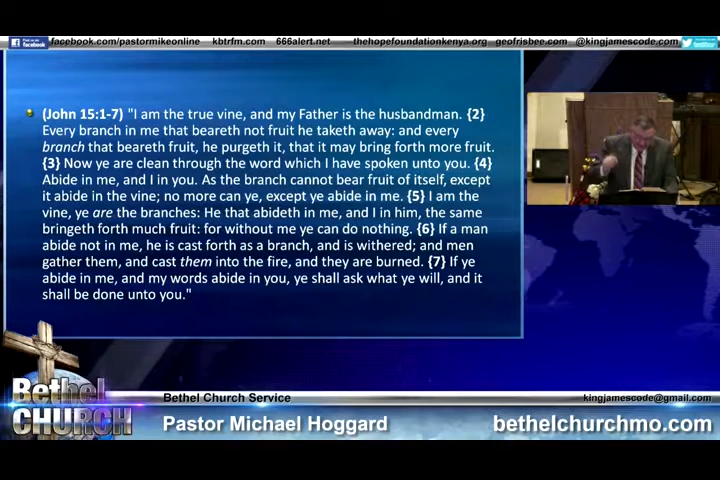 Find us on
facebook
facebook.com/pastormikeonline kbtrfm.com 666alert.net thehopefoundationkenya.org geofrisbee.com @kingjamescode.com
twitter
(John 15:1-7) "I am the true vine, and my Father is the husbandman. {2}
Every branch in me that beareth not fruit he taketh away: and every
branch that beareth fruit, he purgeth it, that it may bring forth more fruit.
{3} Now ye are clean through the word which I have spoken unto you. {4}
Abide in me, and I in you. As the branch cannot bear fruit of itself, except
it abide in the vine; no more can ye, except ye abide in me. {5} I am the
vine, ye are the branches: He that abideth in me, and I in him, the same
bringeth forth much fruit: for without me ye can do nothing. {6} If a man
abide not in me, he is cast forth as a branch, and is withered; and men
gather them, and cast them into the fire, and they are burned. {7} If ye
abide in me, and my words abide in you, ye shall ask what ye will, and it
shall be done unto you."
Bethel
CHURCH
Bethel Church Service
kingjamescode@gmail.com
Pastor Michael Hoggard
bethelchurchmo.com